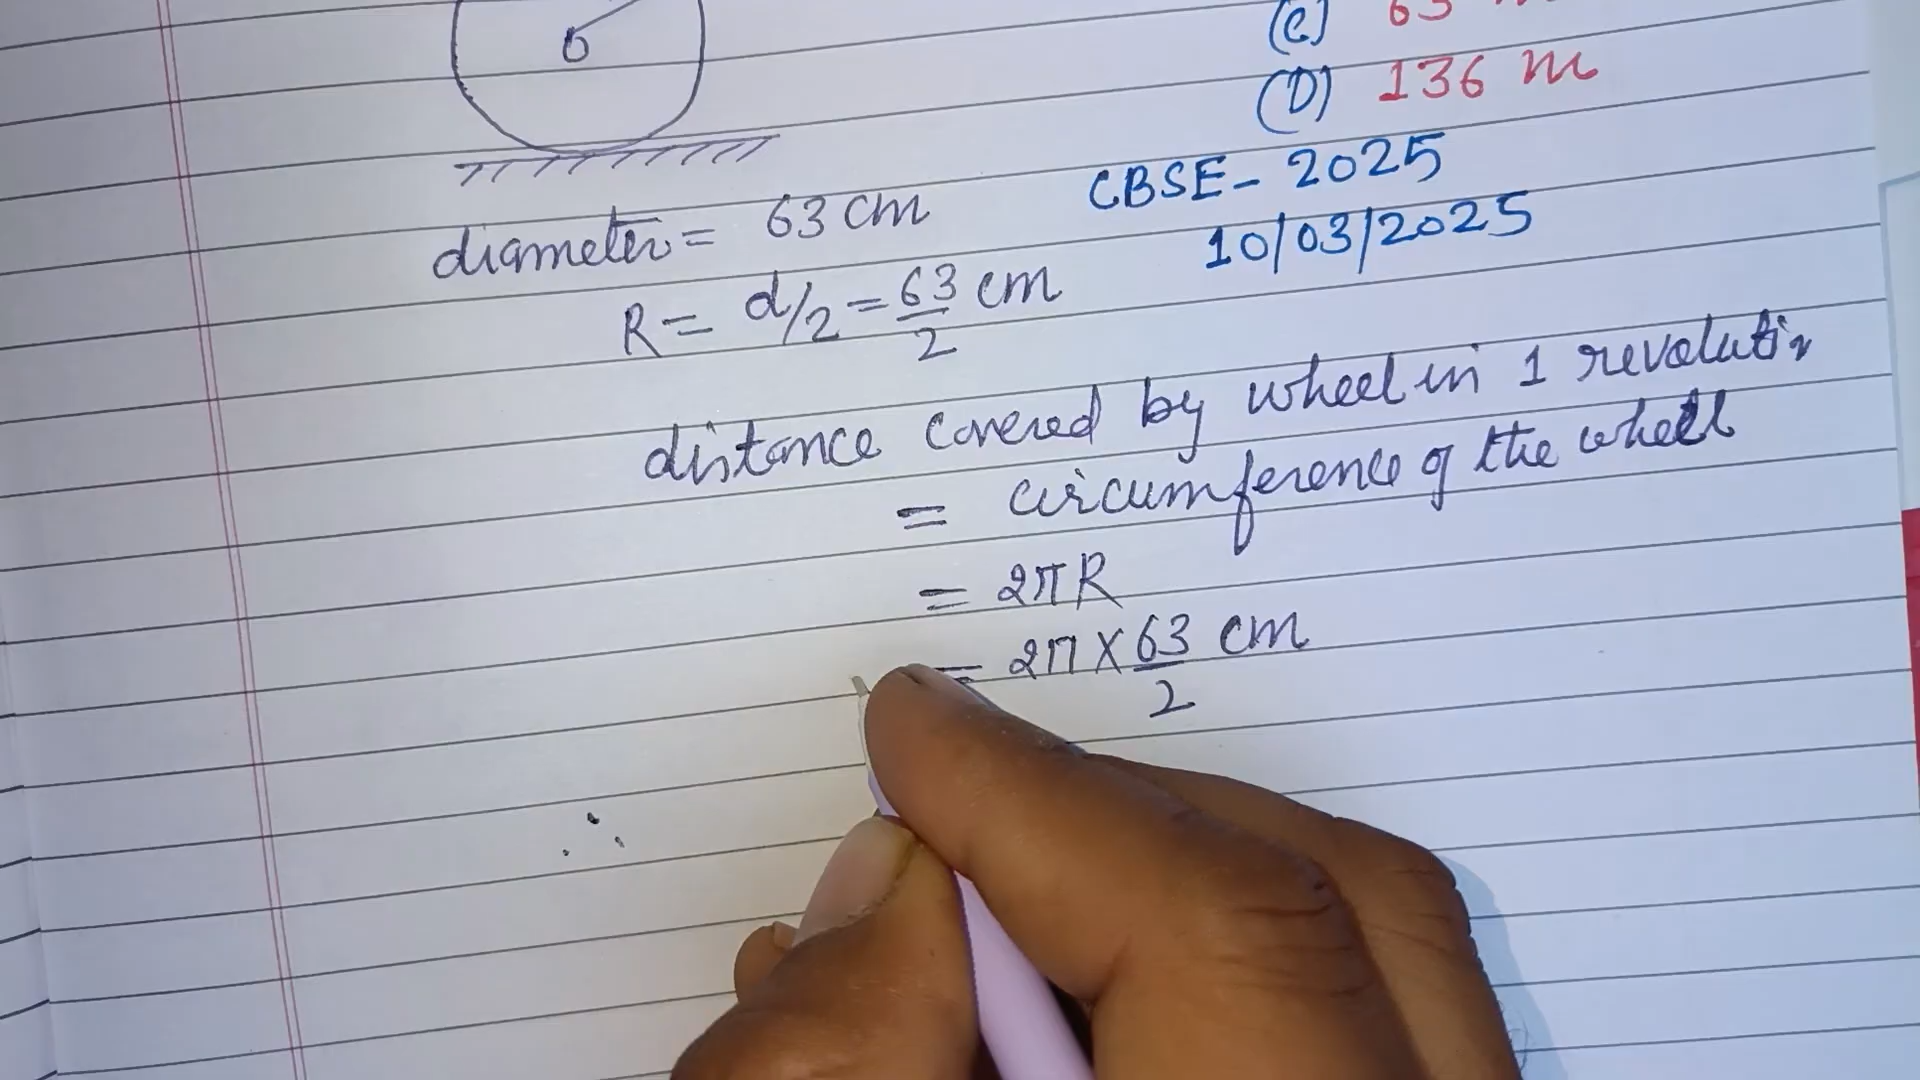 O
(C) 63 m
(D) 136 m
CBSE - 2025
10/03/2025
diameter = 63 cm
R = d/2 = 63/2 cm
distance covered by wheel in 1 revolution
= circumference of the wheel
= 2πR
= 2π × 63/2 cm
∴